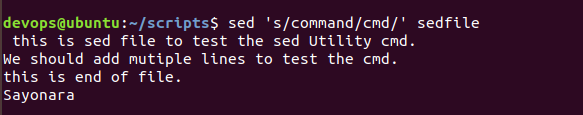 devops@ubuntu:~/scripts$ sed 's/command/cmd/' sedfile
this is sed file to test the sed Utility cmd.
We should add mutiple lines to test the cmd.
this is end of file.
Sayonara